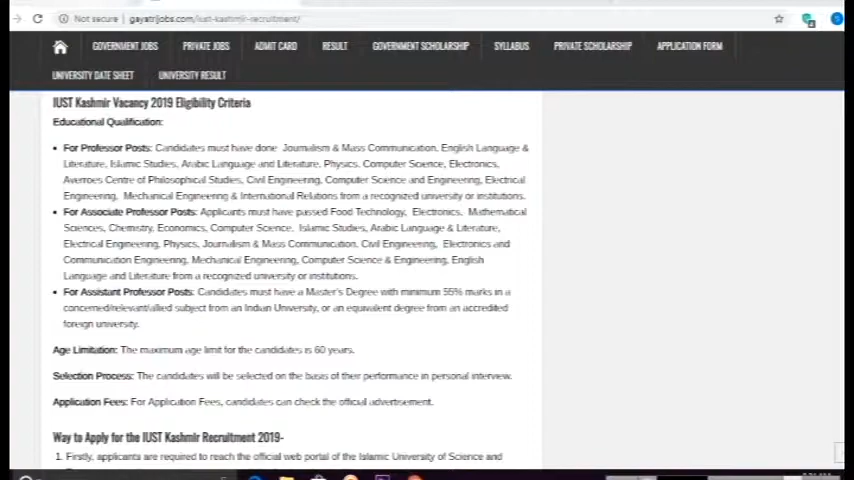 Not secure | gayatrijobs.com/iust-kashmir-recruitment/
GOVERNMENT JOBS PRIVATE JOBS ADMIT CARD RESULT GOVERNMENT SCHOLARSHIP SYLLABUS PRIVATE SCHOLARSHIP APPLICATION FORM
UNIVERSITY DATE SHEET UNIVERSITY RESULT
IUST Kashmir Vacancy 2019 Eligibility Criteria
Educational Qualification:
• For Professor Posts: Candidates must have done Journalism & Mass Communication, English Language &
Literature, Islamic Studies, Arabic Language and Literature, Physics, Computer Science, Electronics,
Averroes Centre of Philosophical Studies, Civil Engineering, Computer Science and Engineering, Electrical
Engineering, Mechanical Engineering & International Relations from a recognized university or institutions.
• For Associate Professor Posts: Applicants must have passed Food Technology, Electronics, Mathematical
Sciences, Chemistry, Economics, Computer Science, Islamic Studies, Arabic Language & Literature,
Electrical Engineering, Physics, Journalism & Mass Communication, Civil Engineering, Electronics and
Communication Engineering, Mechanical Engineering, Computer Science & Engineering, English
Language and Literature from a recognized university or institutions.
• For Assistant Professor Posts: Candidates must have a Master's Degree with minimum 55% marks in a
concerned/relevant/allied subject from an Indian University, or an equivalent degree from an accredited
foreign university.
Age Limitation: The maximum age limit for the candidates is 60 years.
Selection Process: The candidates will be selected on the basis of their performance in personal interview.
Application Fees: For Application Fees, candidates can check the official advertisement.
Way to Apply for the IUST Kashmir Recruitment 2019-
1. Firstly, applicants are required to reach the official web portal of the Islamic University of Science and